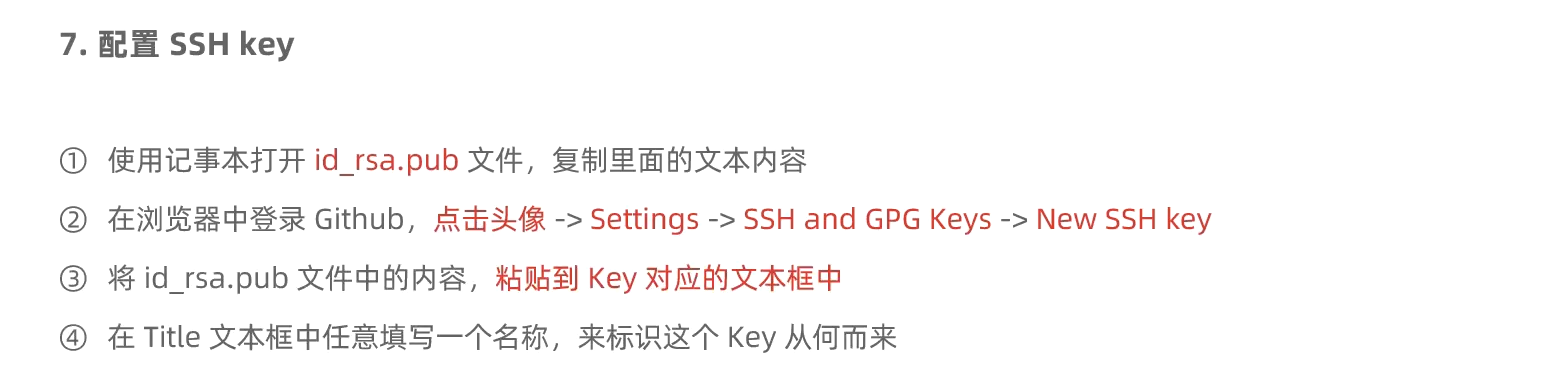 7. 配置 SSH key
① 使用记事本打开 id_rsa.pub 文件，复制里面的文本内容
② 在浏览器中登录 Github，点击头像 -> Settings -> SSH and GPG Keys -> New SSH key
③ 将 id_rsa.pub 文件中的内容，粘贴到 Key 对应的文本框中
④ 在 Title 文本框中任意填写一个名称，来标识这个 Key 从何而来